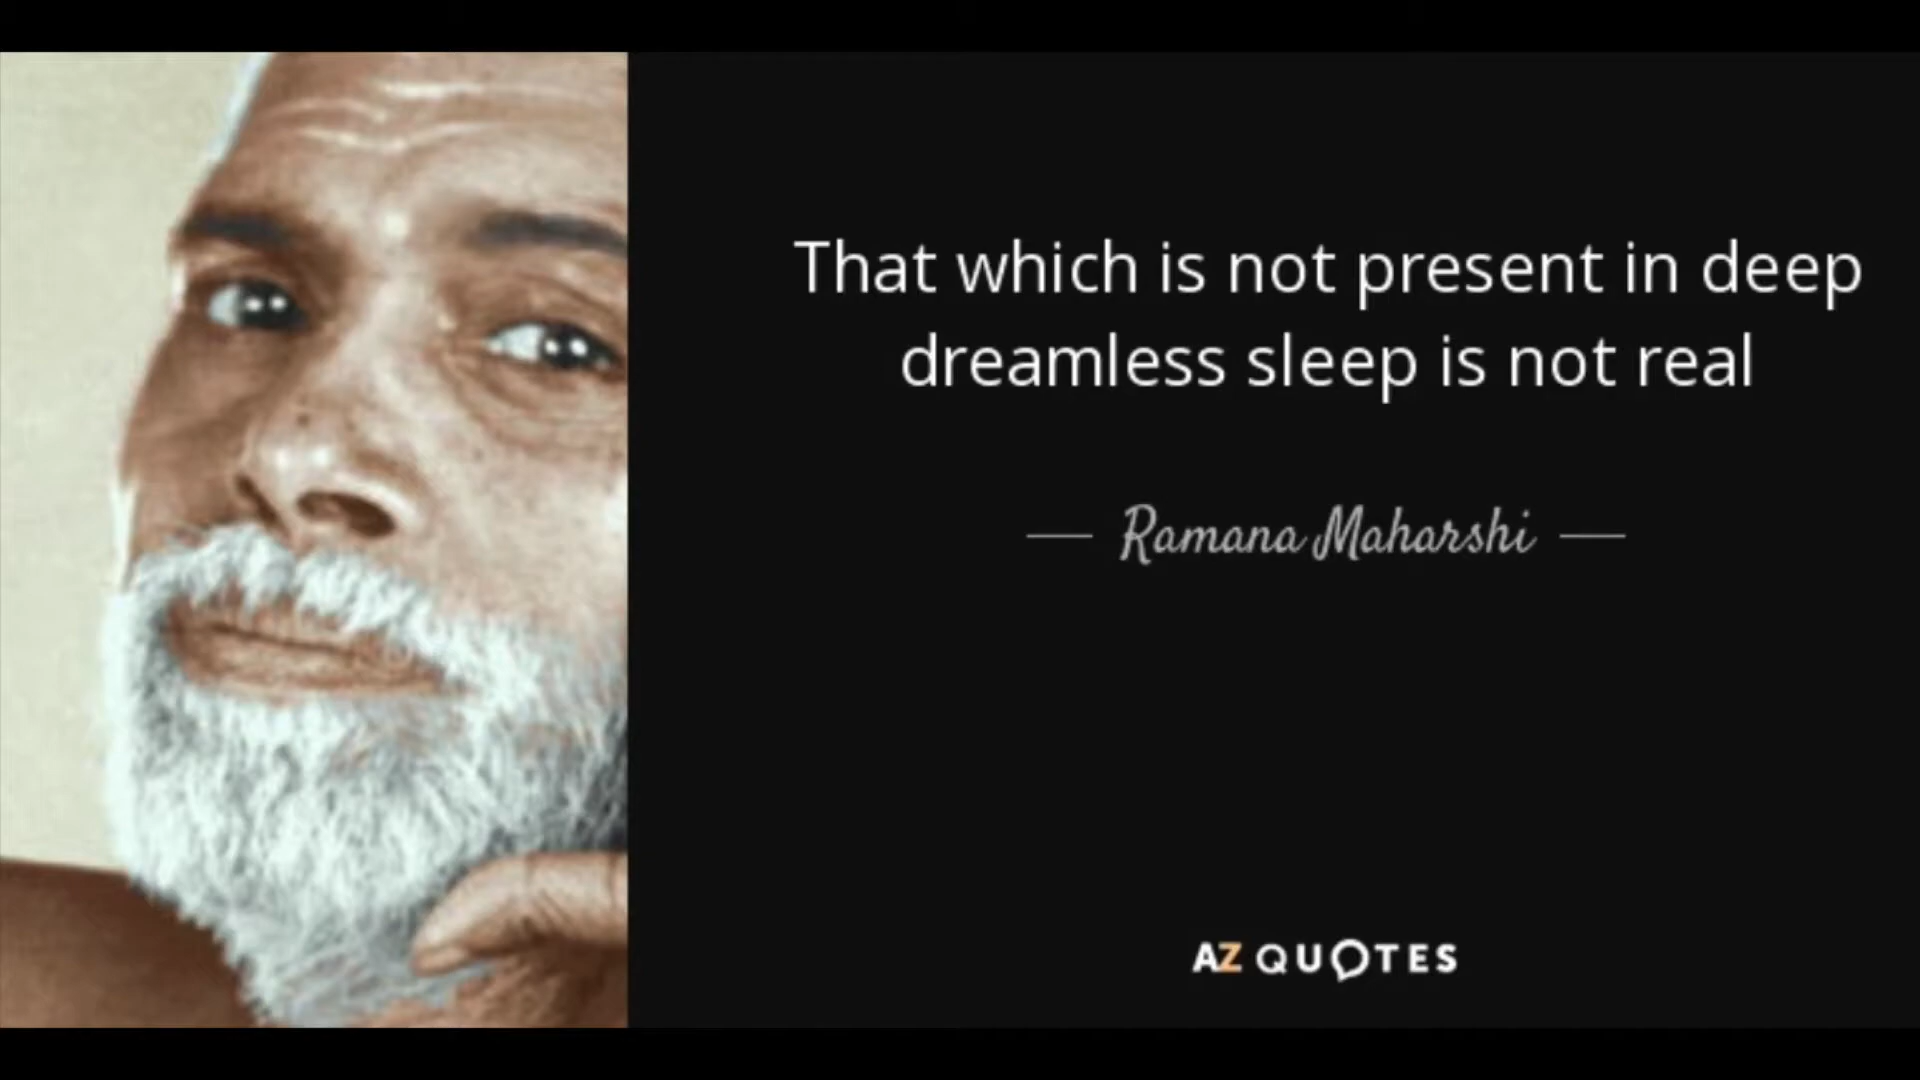 That which is not present in deep
dreamless sleep is not real
— Ramana Maharshi —
AZ QUOTES